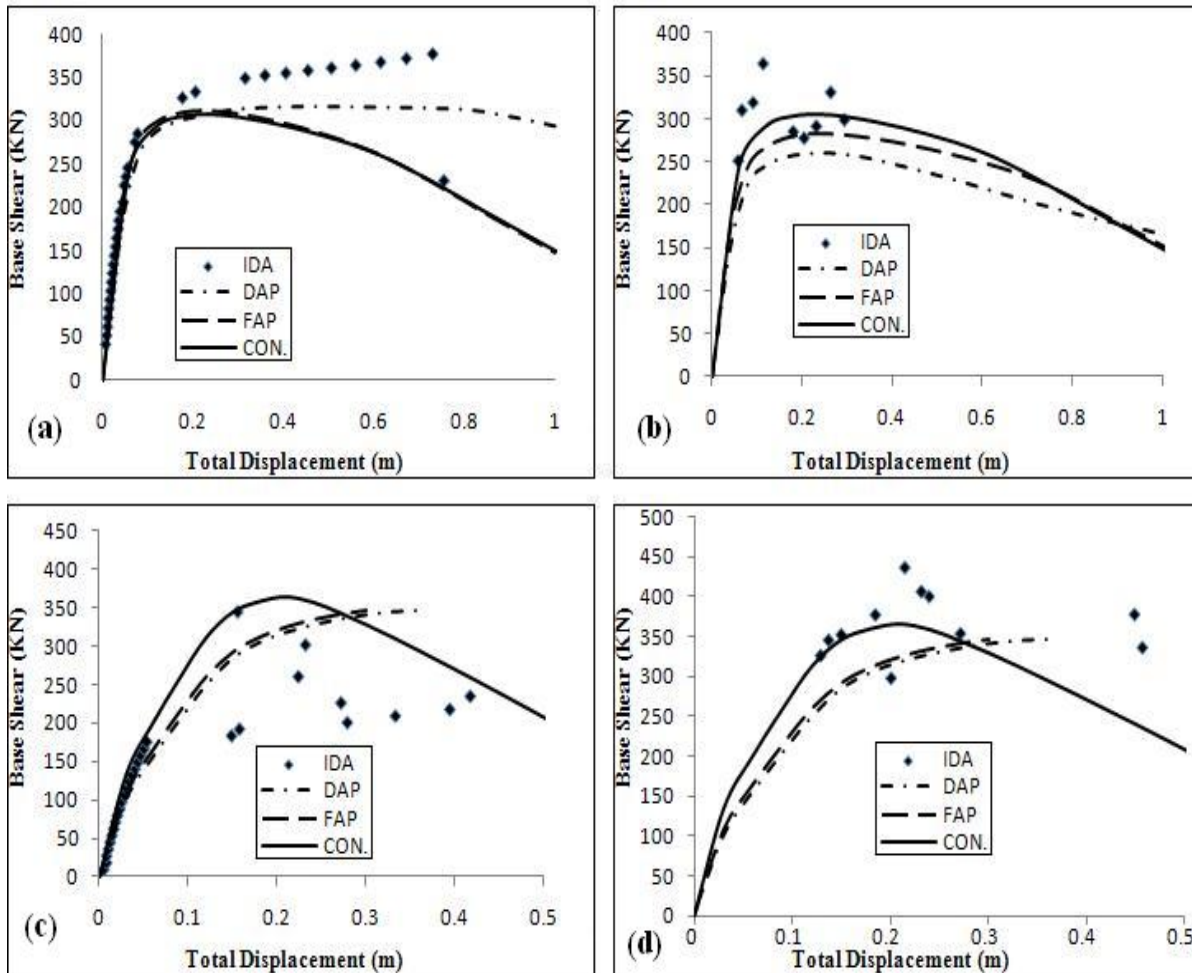 400
350
300
250
200
150
100
50
0
Base Shear (KN)
IDA
DAP
FAP
CON.
0 0.2 0.4 0.6 0.8 1
(a)
Total Displacement (m)
400
350
300
250
200
150
100
50
0
Base Shear (KN)
IDA
DAP
FAP
CON.
0 0.2 0.4 0.6 0.8 1
(b)
Total Displacement (m)
450
400
350
300
250
200
150
100
50
0
Base Shear (KN)
IDA
DAP
FAP
CON.
0 0.1 0.2 0.3 0.4 0.5
(c)
Total Displacement (m)
500
450
400
350
300
250
200
150
100
50
0
Base Shear (KN)
IDA
DAP
FAP
CON.
0 0.1 0.2 0.3 0.4 0.5
(d)
Total Displacement (m)